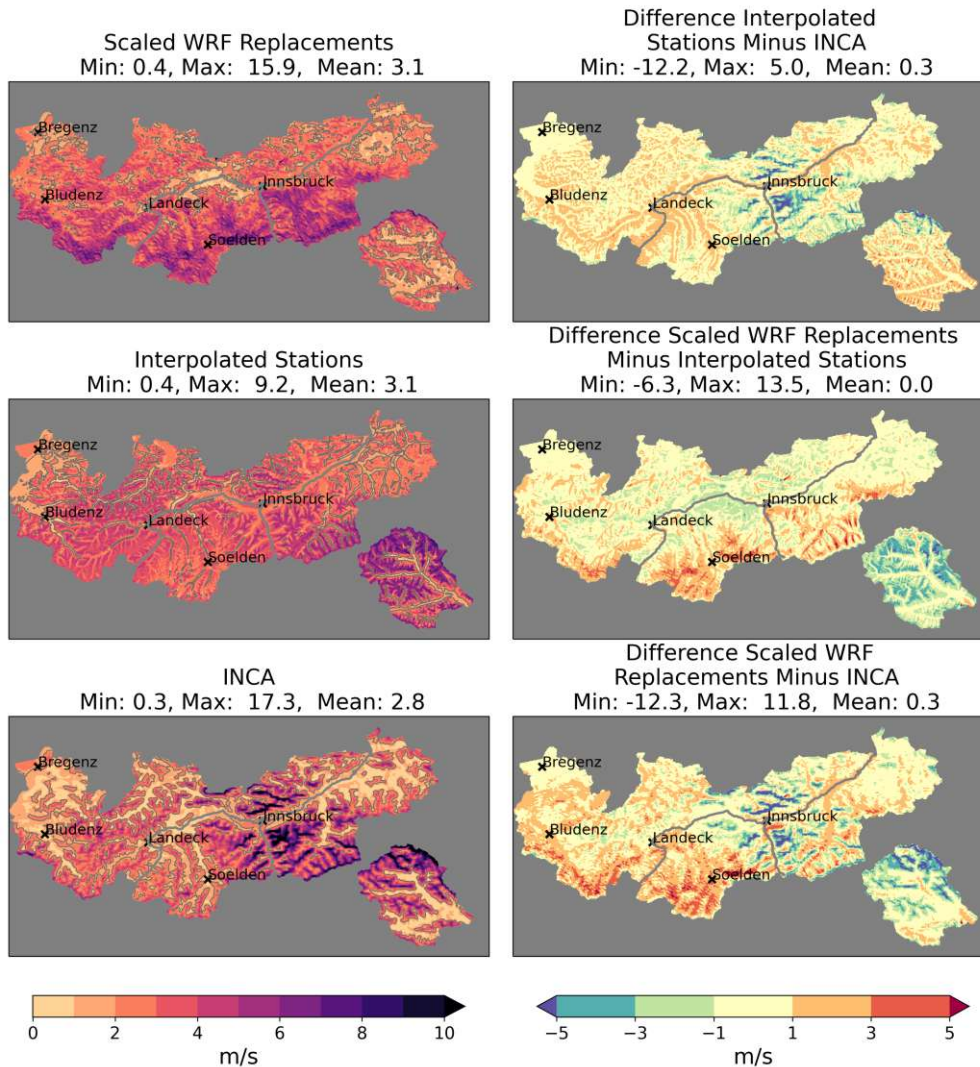 Scaled WRF Replacements
Min: 0.4, Max:  15.9,  Mean: 3.1
Bregenz
Bludenz
Landeck
Innsbruck
Soelden
Difference Interpolated
Stations Minus INCA
Min: -12.2, Max:  5.0,  Mean: 0.3
Bregenz
Bludenz
Landeck
Innsbruck
Soelden
Interpolated Stations
Min: 0.4, Max:  9.2,  Mean: 3.1
Bregenz
Bludenz
Landeck
Innsbruck
Soelden
Difference Scaled WRF Replacements
Minus Interpolated Stations
Min: -6.3, Max:  13.5,  Mean: 0.0
Bregenz
Bludenz
Landeck
Innsbruck
Soelden
INCA
Min: 0.3, Max:  17.3,  Mean: 2.8
Bregenz
Bludenz
Landeck
Innsbruck
Soelden
Difference Scaled WRF
Replacements Minus INCA
Min: -12.3, Max:  11.8,  Mean: 0.3
Bregenz
Bludenz
Landeck
Innsbruck
Soelden
0 2 4 6 8 10
m/s
−5 −3 −1 1 3 5
m/s